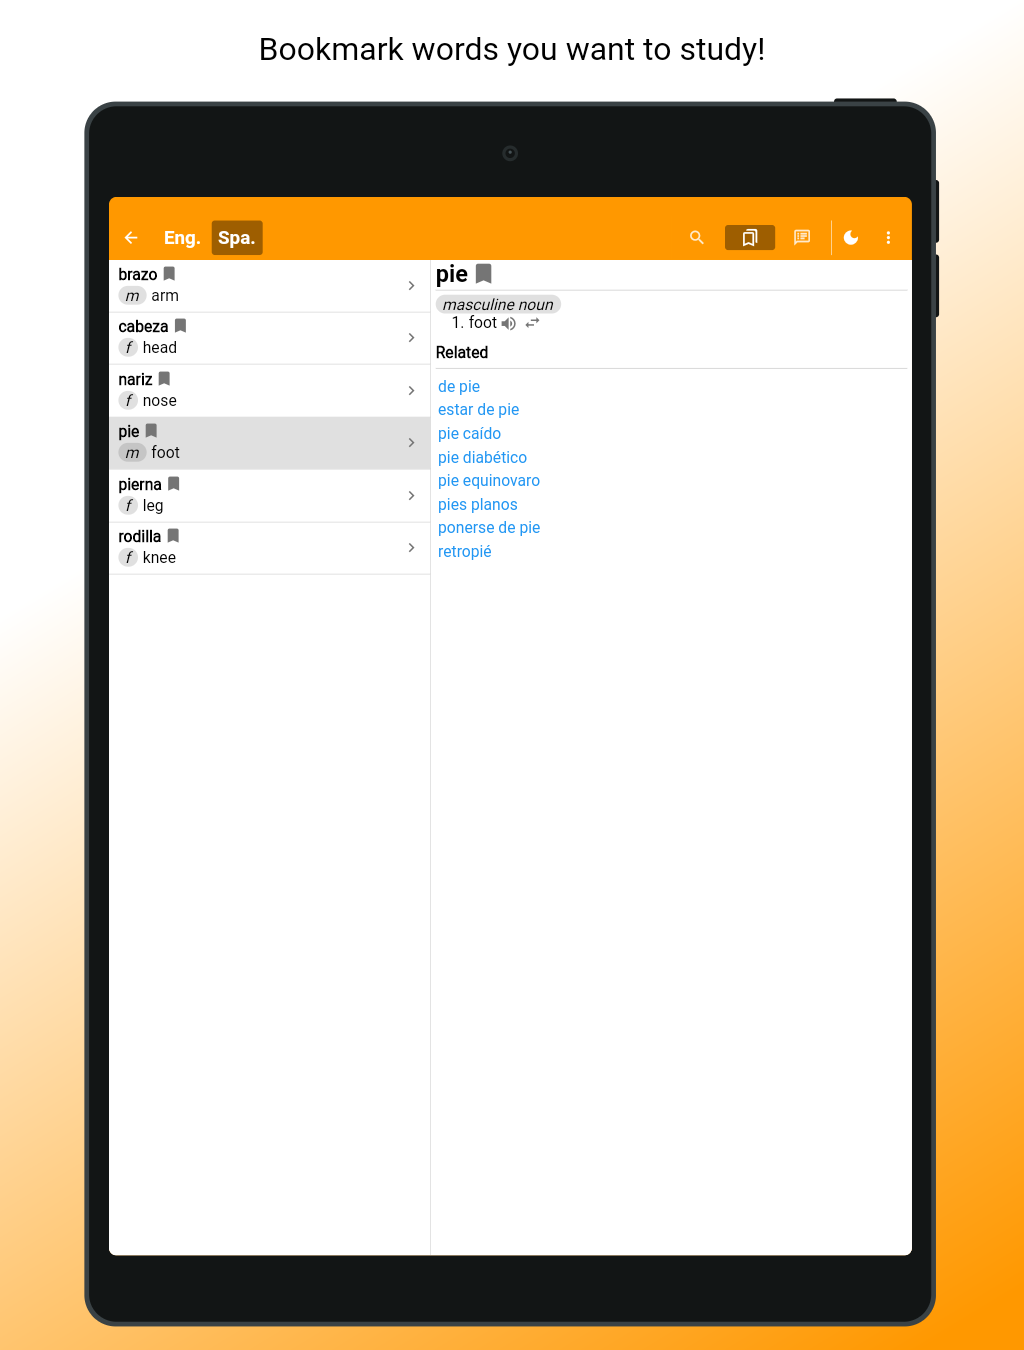 Bookmark words you want to study!
Eng. Spa.
brazo
m arm
cabeza
f head
nariz
f nose
pie
m foot
pierna
f leg
rodilla
f knee
pie
masculine noun
1. foot
Related
de pie
estar de pie
pie caído
pie diabético
pie equinovaro
pies planos
ponerse de pie
retropié